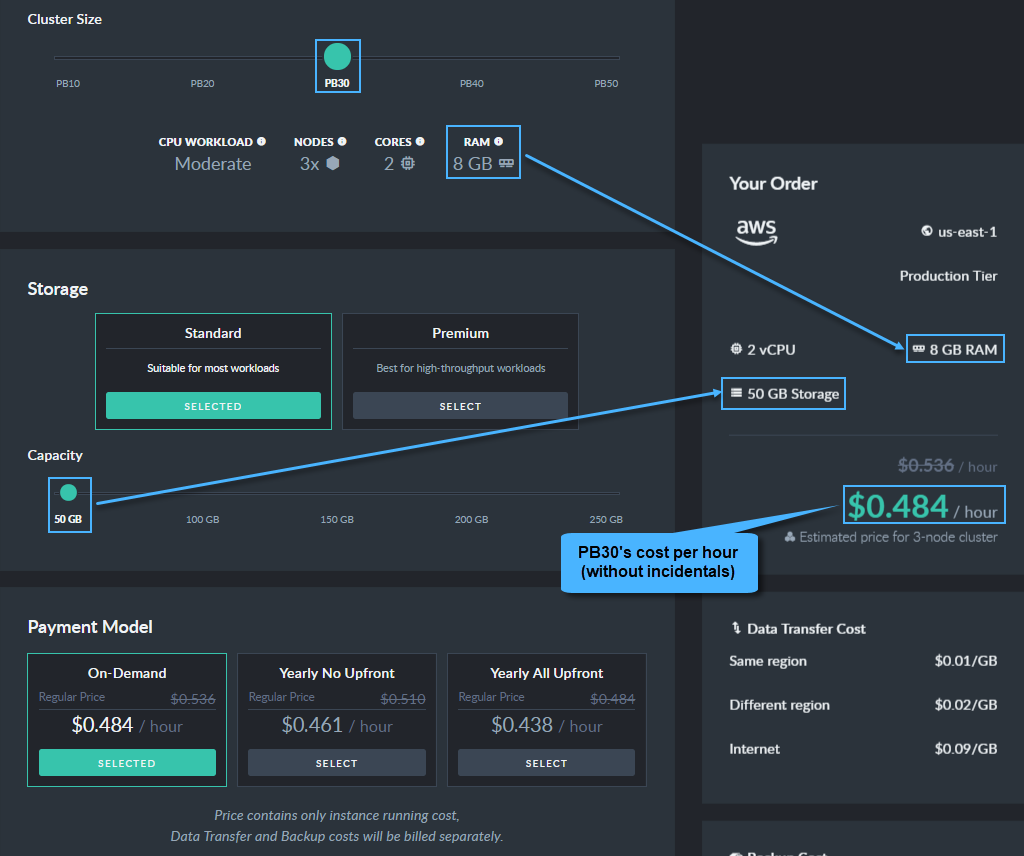 Cluster Size
PB10
PB20
PB30
PB40
PB50
CPU WORKLOAD
NODES
CORES
RAM
Moderate
3x
2
8 GB
Storage
Standard
Suitable for most workloads
SELECTED
Premium
Best for high-throughput workloads
SELECT
Capacity
50 GB
100 GB
150 GB
200 GB
250 GB
Payment Model
On-Demand
Regular Price $0.536
$0.484 / hour
SELECTED
Yearly No Upfront
Regular Price $0.510
$0.461 / hour
SELECT
Yearly All Upfront
Regular Price $0.484
$0.438 / hour
SELECT
Price contains only instance running cost,
Data Transfer and Backup costs will be billed separately.
Your Order
aws
us-east-1
Production Tier
2 vCPU
8 GB RAM
50 GB Storage
$0.536 / hour
$0.484 / hour
Estimated price for 3-node cluster
PB30's cost per hour
(without incidentals)
Data Transfer Cost
Same region $0.01/GB
Different region $0.02/GB
Internet $0.09/GB
Backup Cost